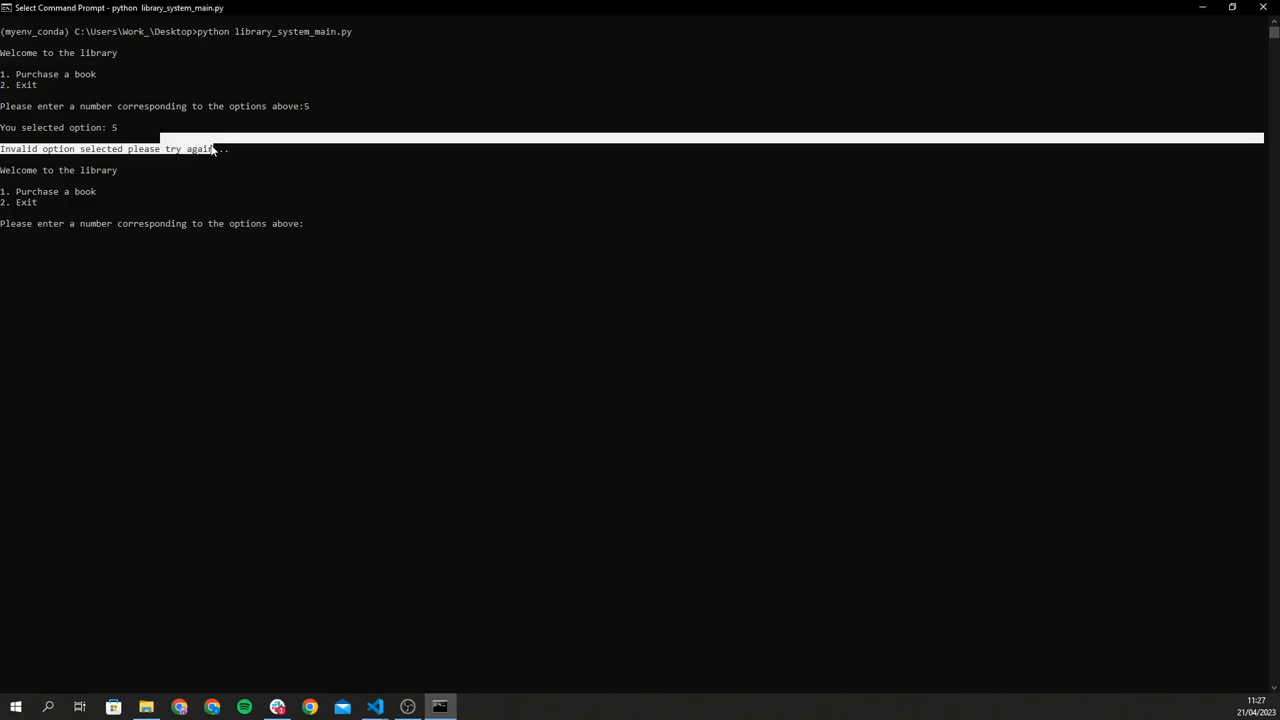 Select Command Prompt - python  library_system_main.py
(myenv_conda) C:\Users\Work_\Desktop>python library_system_main.py
Welcome to the library
1. Purchase a book
2. Exit
Please enter a number corresponding to the options above:5
You selected option: 5
Invalid option selected please try again...
Welcome to the library
1. Purchase a book
2. Exit
Please enter a number corresponding to the options above:
11:27
21/04/2023